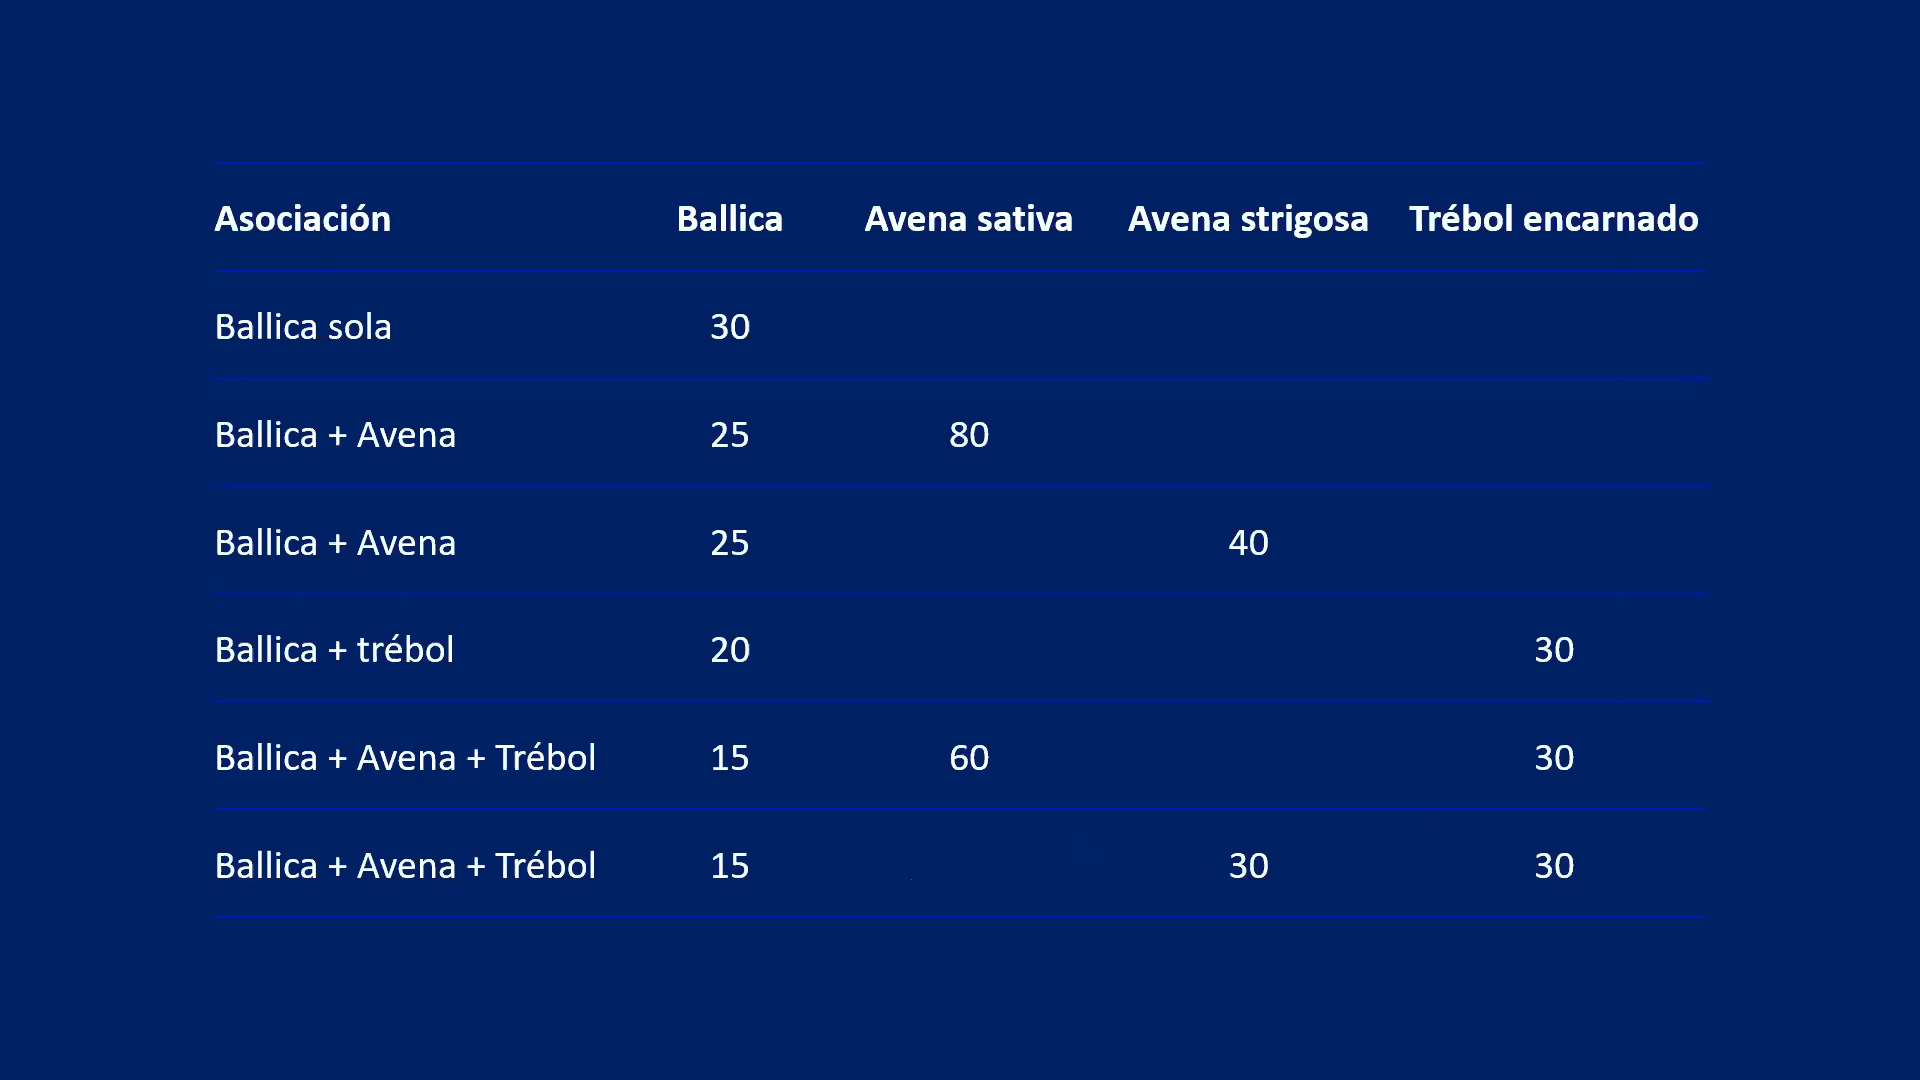 Asociación Ballica Avena sativa Avena strigosa Trébol encarnado
Ballica sola 30
Ballica + Avena 25 80
Ballica + Avena 25 40
Ballica + trébol 20 30
Ballica + Avena + Trébol 15 60 30
Ballica + Avena + Trébol 15 30 30